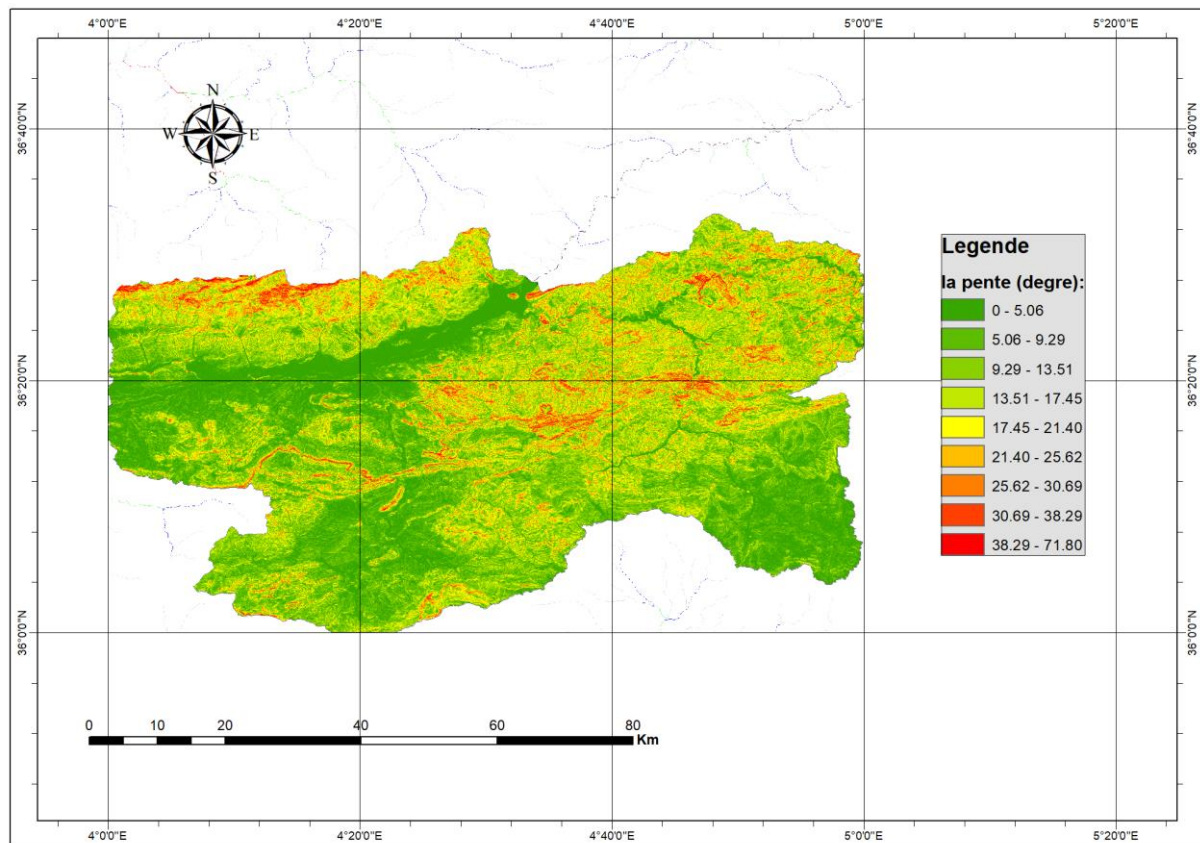 4°0'0"E 4°20'0"E 4°40'0"E 5°0'0"E 5°20'0"E
36°40'0"N 36°40'0"N
N
W E
S
Legende
la pente (degre):
0 - 5.06
5.06 - 9.29
9.29 - 13.51
13.51 - 17.45
17.45 - 21.40
21.40 - 25.62
25.62 - 30.69
30.69 - 38.29
38.29 - 71.80
36°20'0"N 36°20'0"N
36°0'0"N 36°0'0"N
0 10 20 40 60 80
Km
4°0'0"E 4°20'0"E 4°40'0"E 5°0'0"E 5°20'0"E